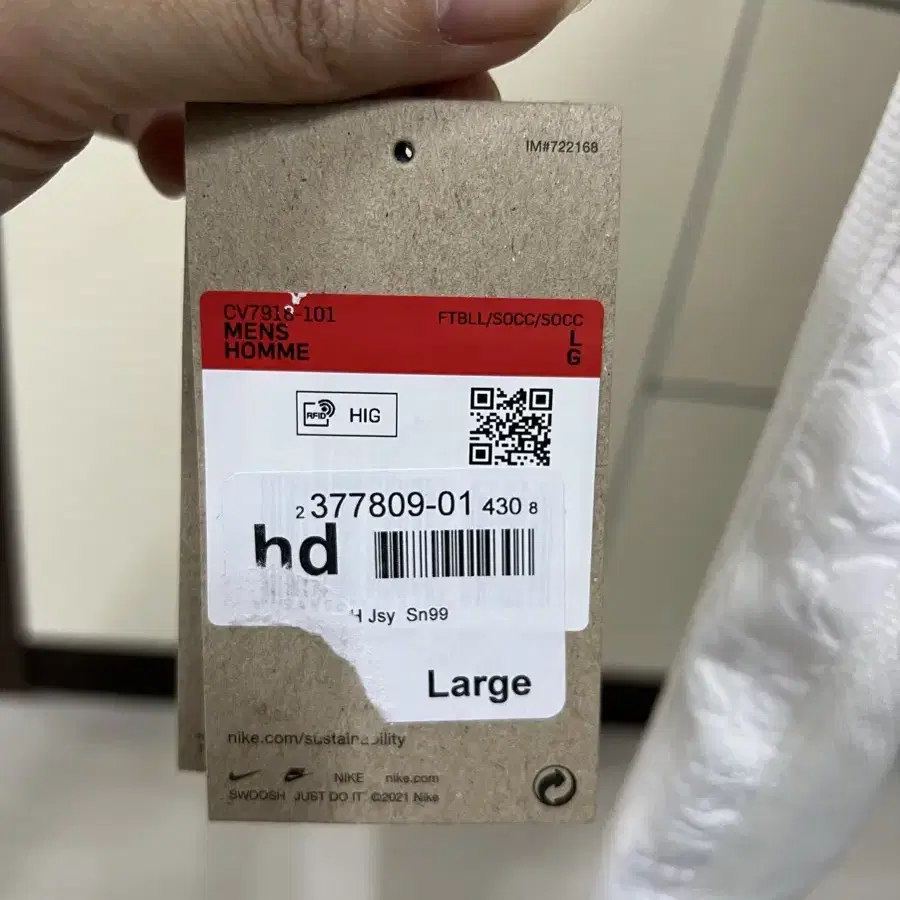 IM#722168
CV7918-101 FTBLL/SOCC/SOCC
MENS L
HOMME G
RFID HIG
2 377809-01 430 8
hd
H Jsy Sn99
Large
nike.com/sustainability
NIKE nike.com
SWOOSH JUST DO IT ©2021 Nike